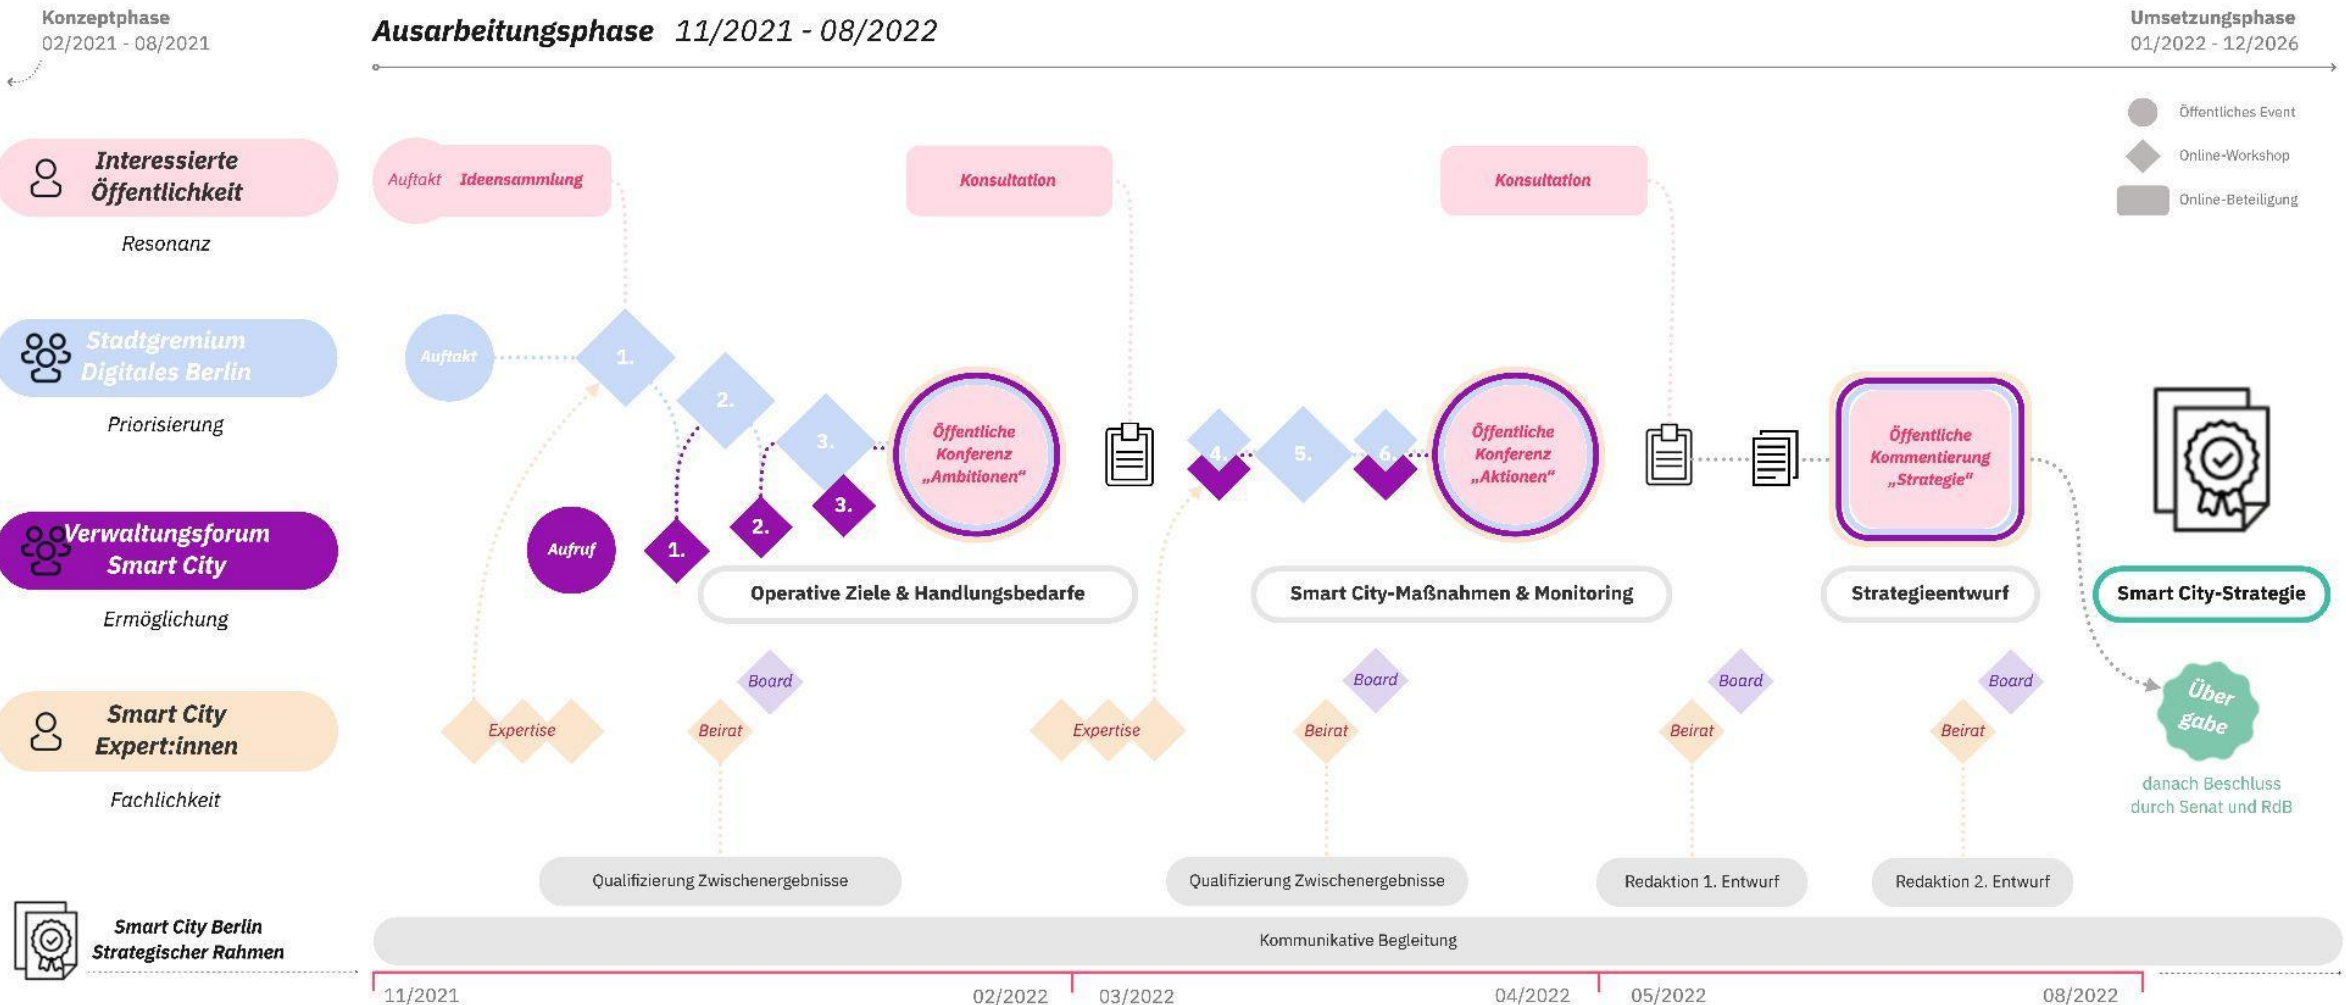 Konzeptphase
02/2021 - 08/2021
Ausarbeitungsphase 11/2021 - 08/2022
Umsetzungsphase
01/2022 - 12/2026
Öffentliches Event
Online-Workshop
Online-Beteiligung
Interessierte
Öffentlichkeit
Resonanz
Auftakt Ideensammlung
Konsultation
Konsultation
Stadtgremium
Digitales Berlin
Priorisierung
Auftakt
1.
2.
3.
Öffentliche
Konferenz
„Ambitionen“
4.
5.
6.
Öffentliche
Konferenz
„Aktionen“
Öffentliche
Kommentierung
„Strategie“
Verwaltungsforum
Smart City
Ermöglichung
Aufruf
1.
2.
3.
Operative Ziele & Handlungsbedarfe
Smart City-Maßnahmen & Monitoring
Strategieentwurf
Smart City-Strategie
Smart City
Expert:innen
Fachlichkeit
Expertise
Beirat
Board
Expertise
Beirat
Board
Beirat
Board
Beirat
Board
Über
gabe
danach Beschluss
durch Senat und RdB
Qualifizierung Zwischenergebnisse
Qualifizierung Zwischenergebnisse
Redaktion 1. Entwurf
Redaktion 2. Entwurf
Smart City Berlin
Strategischer Rahmen
Kommunikative Begleitung
11/2021
02/2022
03/2022
04/2022
05/2022
08/2022